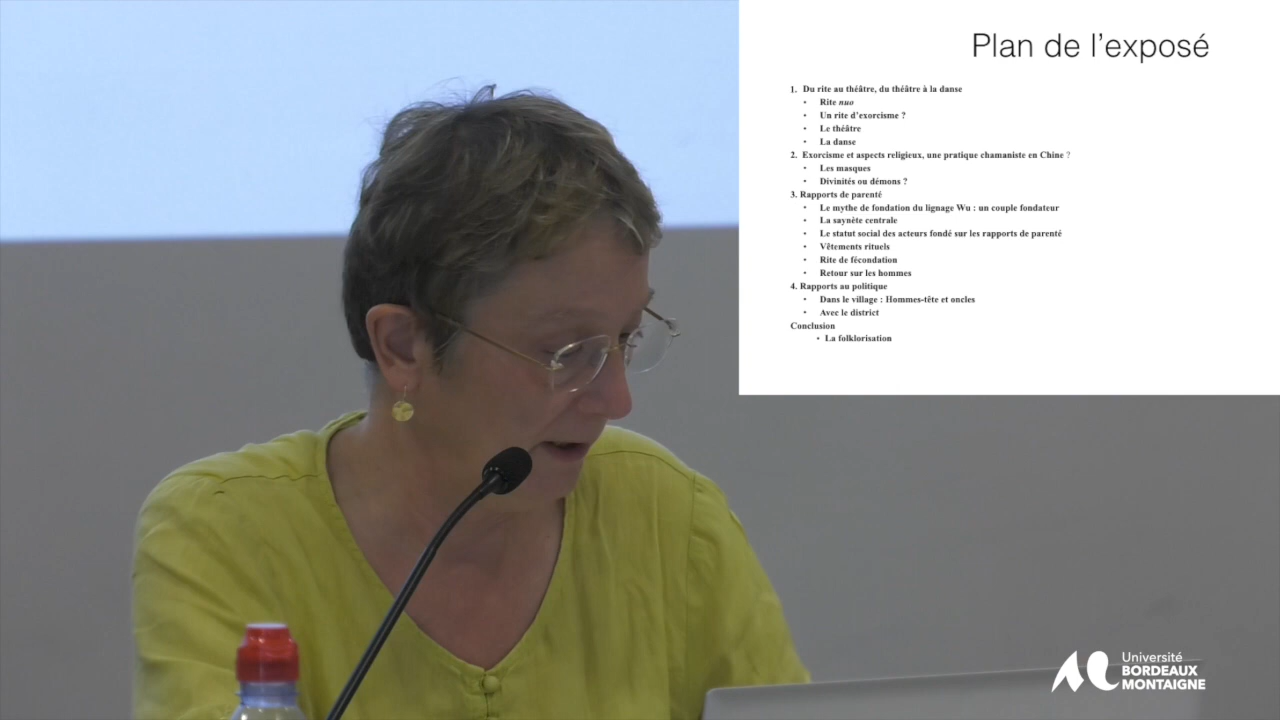 Plan de l'exposé
1. Du rite au théâtre, du théâtre à la danse
• Rite nuo
• Un rite d'exorcisme ?
• Le théâtre
• La danse
2. Exorcisme et aspects religieux, une pratique chamaniste en Chine ?
• Les masques
• Divinités ou démons ?
3. Rapports de parenté
• Le mythe de fondation du lignage Wu : un couple fondateur
• La saynète centrale
• Le statut social des acteurs fondé sur les rapports de parenté
• Vêtements rituels
• Rite de fécondation
• Retour sur les hommes
4. Rapports au politique
• Dans le village : Hommes-tête et oncles
• Avec le district
Conclusion
• La folklorisation
Université
BORDEAUX
MONTAIGNE